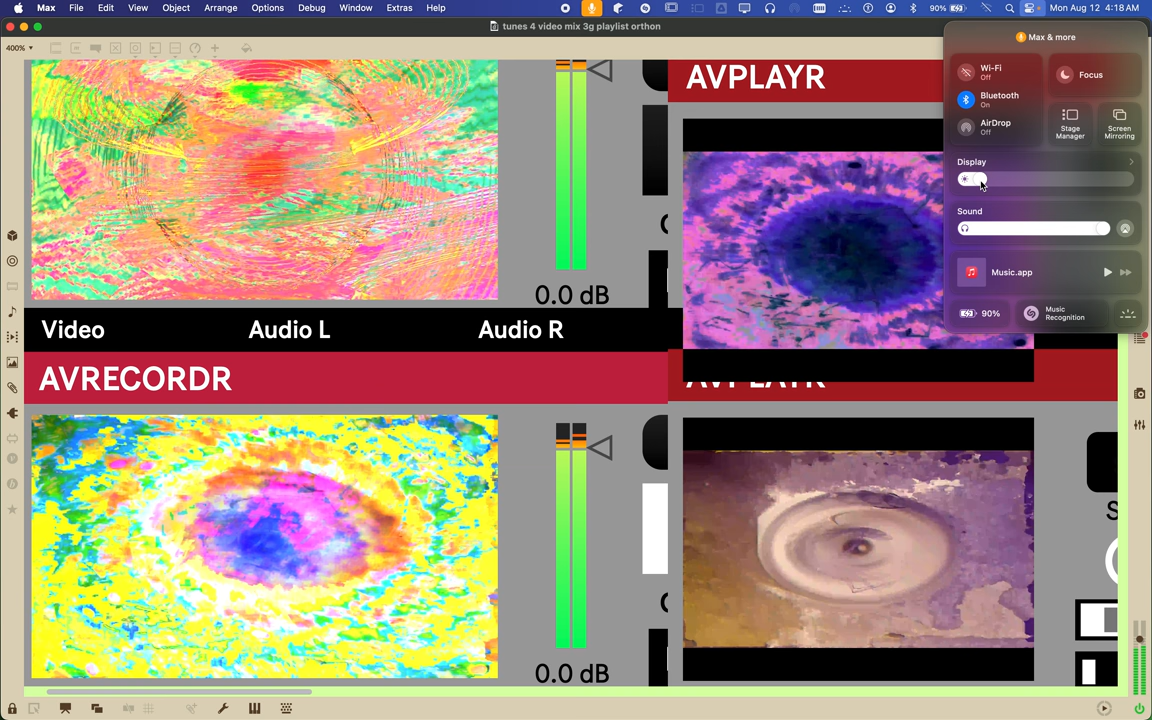 Max File Edit View Object Arrange Options Debug Window Extras Help 90% Mon Aug 12 4:18 AM
tunes 4 video mix 3g playlist orthon
400%
Max & more
Wi-Fi
Off
Focus
Bluetooth
On
AirDrop
Off
Stage
Manager
Screen
Mirroring
Display
Sound
Music.app
90%
Music
Recognition
AVPLAYR
0.0 dB
Video Audio L Audio R
AVRECORDR
0.0 dB